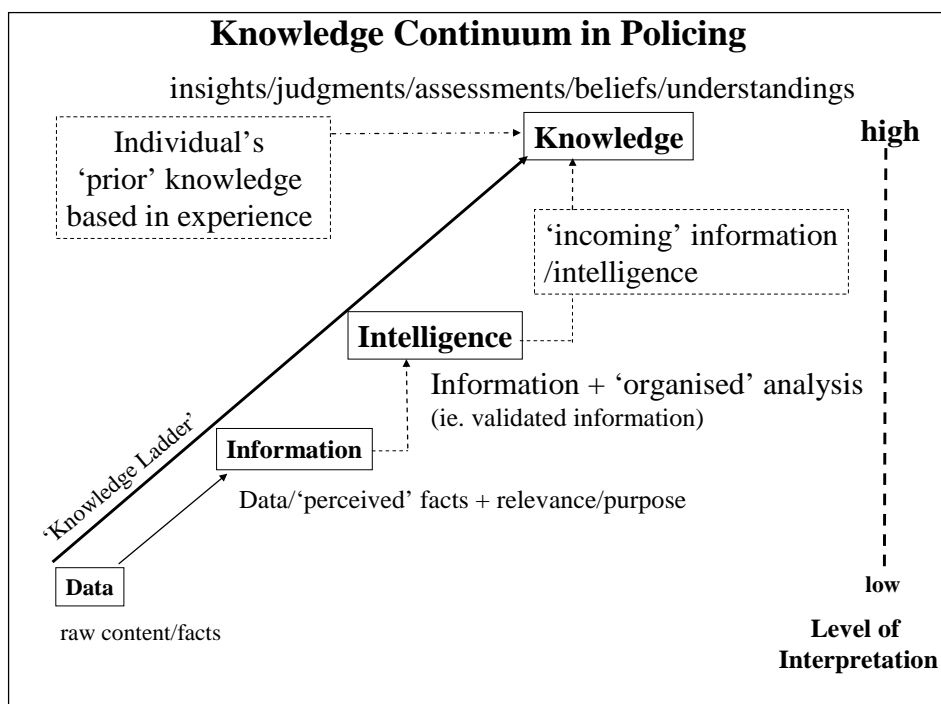 Knowledge Continuum in Policing
insights/judgments/assessments/beliefs/understandings
Individual's
'prior' knowledge
based in experience
Knowledge
high
'incoming' information
/intelligence
Intelligence
Information + 'organised' analysis
(ie. validated information)
'Knowledge Ladder'
Information
Data/'perceived' facts + relevance/purpose
Data
raw content/facts
low
Level of
Interpretation